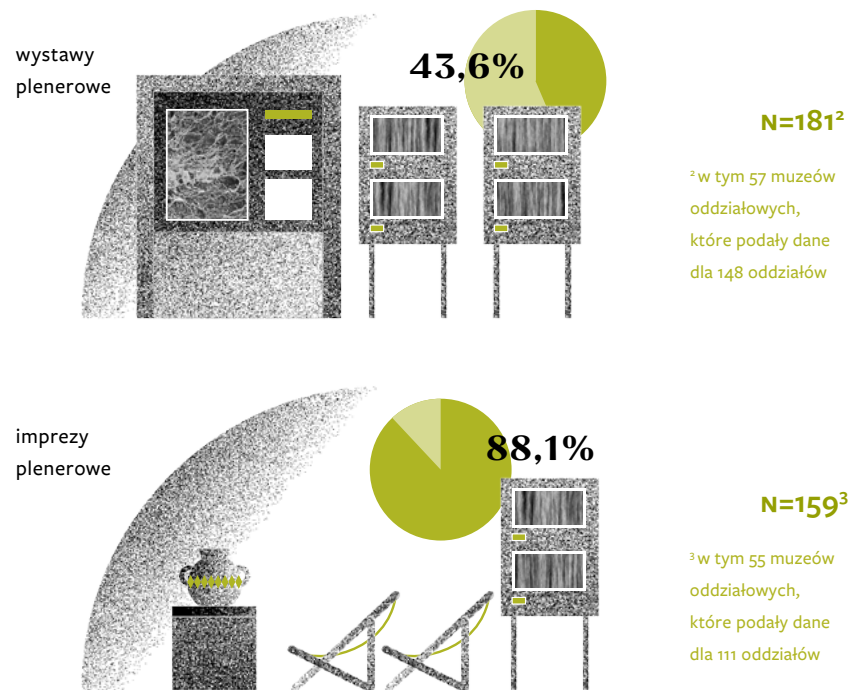 wystawy
plenerowe
43,6%
N=181²
² w tym 57 muzeów
oddziałowych,
które podały dane
dla 148 oddziałów
imprezy
plenerowe
88,1%
N=159³
³ w tym 55 muzeów
oddziałowych,
które podały dane
dla 111 oddziałów